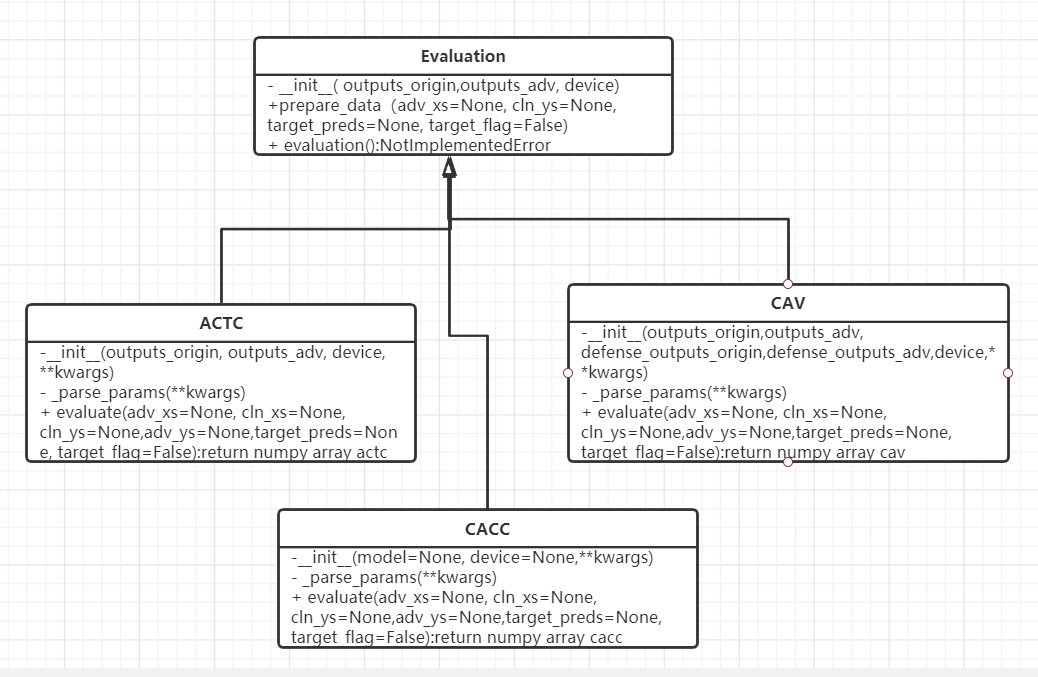 Evaluation
- __init__( outputs_origin,outputs_adv, device)
+prepare_data（adv_xs=None, cln_ys=None,
target_preds=None, target_flag=False)
+ evaluation():NotImplementedError
ACTC
-__init__(outputs_origin, outputs_adv, device,
**kwargs)
- _parse_params(**kwargs)
+ evaluate(adv_xs=None, cln_xs=None,
cln_ys=None,adv_ys=None,target_preds=Non
e, target_flag=False):return numpy array actc
CAV
-__init__(outputs_origin,outputs_adv,
defense_outputs_origin,defense_outputs_adv,device,*
*kwargs)
- _parse_params(**kwargs)
+ evaluate(adv_xs=None, cln_xs=None,
cln_ys=None,adv_ys=None,target_preds=None,
target_flag=False):return numpy array cav
CACC
-__init__(model=None, device=None,**kwargs)
- _parse_params(**kwargs)
+ evaluate(adv_xs=None, cln_xs=None,
cln_ys=None,adv_ys=None,target_preds=None,
target_flag=False):return numpy array cacc